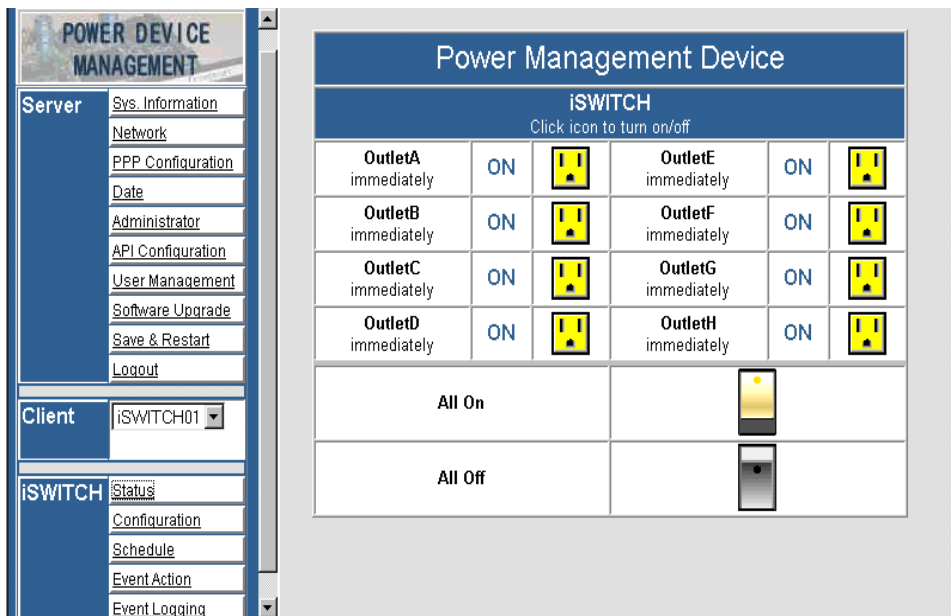 POWER DEVICE
MANAGEMENT
Server
Sys. Information
Network
PPP Configuration
Date
Administrator
API Configuration
User Management
Software Upgrade
Save & Restart
Logout
Client
iSWITCH01
iSWITCH
Status
Configuration
Schedule
Event Action
Event Logging
Power Management Device
iSWITCH
Click icon to turn on/off
OutletA
immediately
ON
OutletE
immediately
ON
OutletB
immediately
ON
OutletF
immediately
ON
OutletC
immediately
ON
OutletG
immediately
ON
OutletD
immediately
ON
OutletH
immediately
ON
All On
All Off